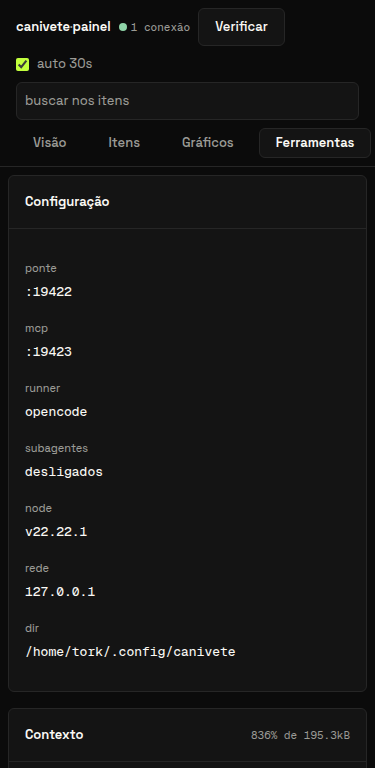 canivete·painel 1 conexão Verificar
auto 30s
buscar nos itens
Visão Itens Gráficos Ferramentas
Configuração
ponte
:19422
mcp
:19423
runner
opencode
subagentes
desligados
node
v22.22.1
rede
127.0.0.1
dir
/home/tork/.config/canivete
Contexto 836% de 195.3kB